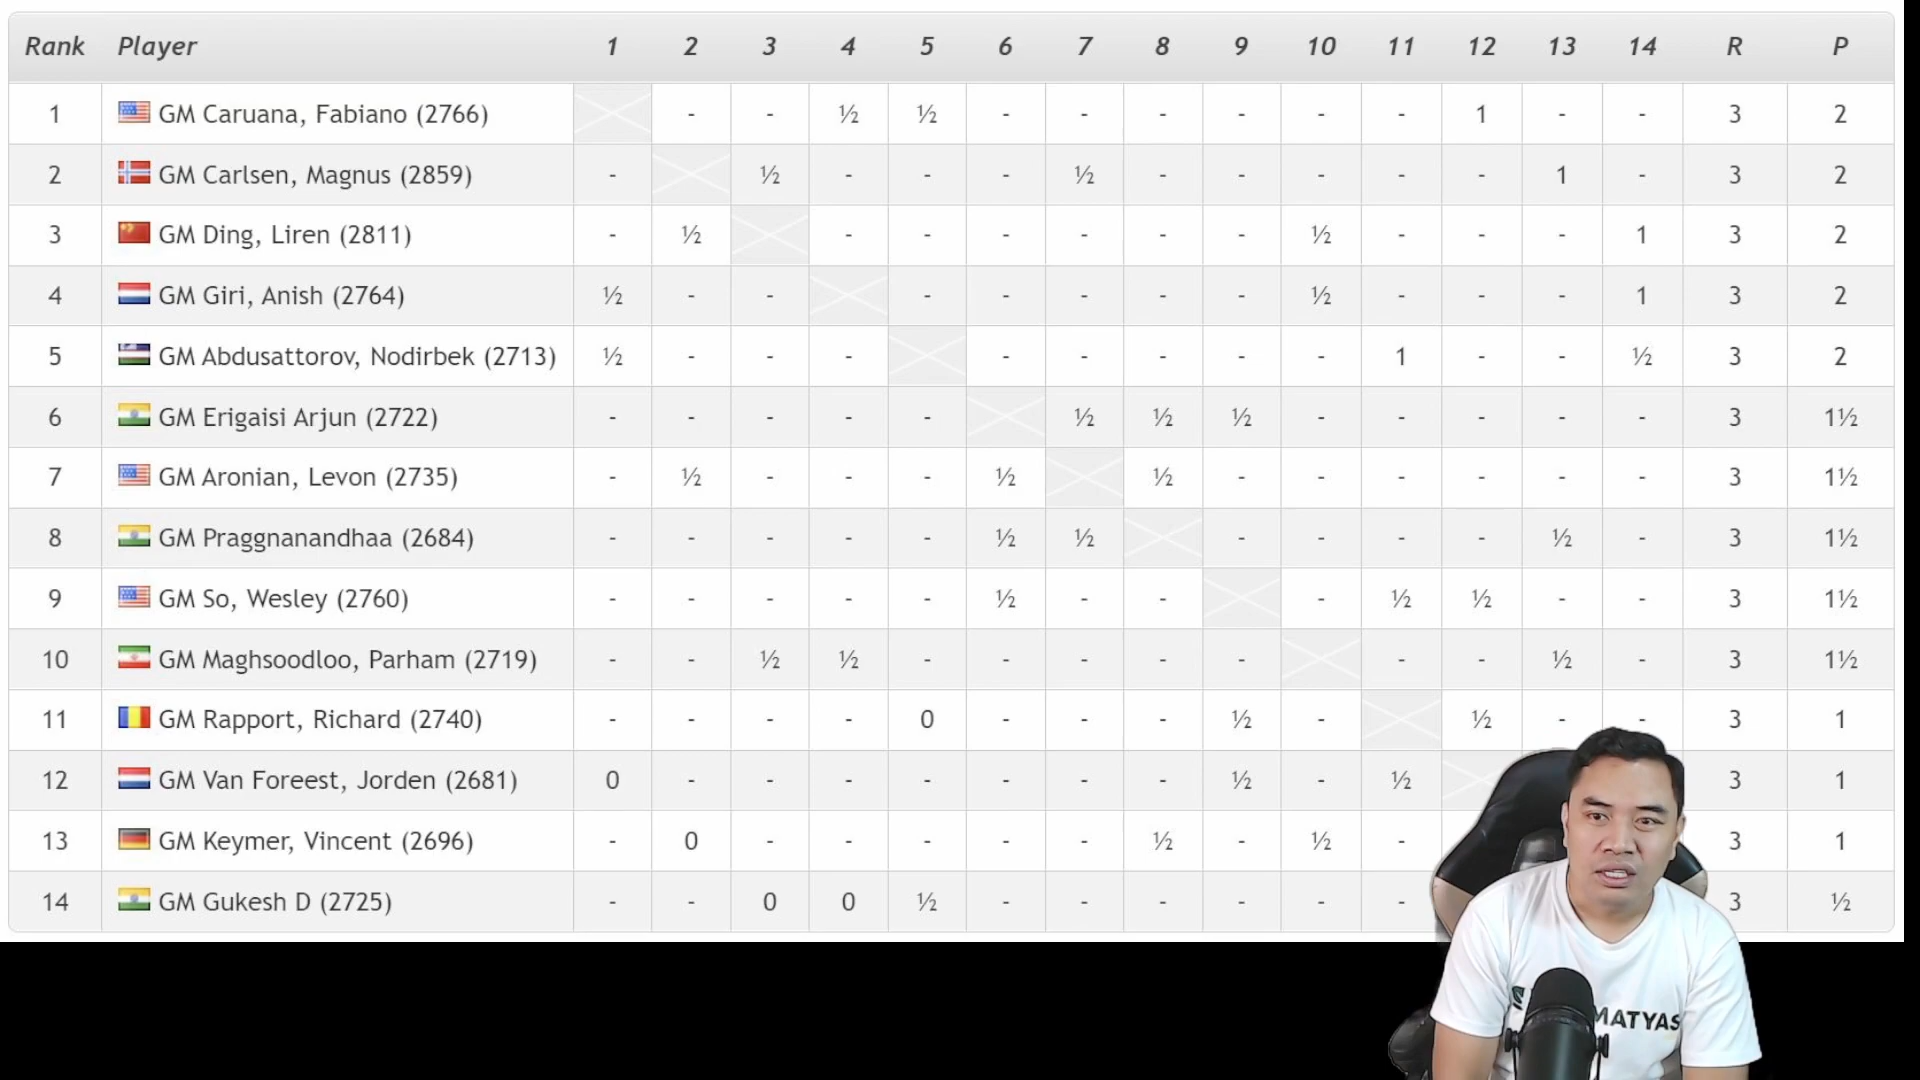 Rank Player 1 2 3 4 5 6 7 8 9 10 11 12 13 14 R P
1 GM Caruana, Fabiano (2766) - - ½ ½ - - - - - - 1 - - 3 2
2 GM Carlsen, Magnus (2859) - ½ - - - ½ - - - - - 1 - 3 2
3 GM Ding, Liren (2811) - ½ - - - - - - ½ - - - 1 3 2
4 GM Giri, Anish (2764) ½ - - - - - - - ½ - - - 1 3 2
5 GM Abdusattorov, Nodirbek (2713) ½ - - - - - - - - 1 - - ½ 3 2
6 GM Erigaisi Arjun (2722) - - - - - ½ ½ ½ - - - - - 3 1½
7 GM Aronian, Levon (2735) - ½ - - - ½ ½ - - - - - - 3 1½
8 GM Praggnanandhaa (2684) - - - - - ½ ½ - - - - ½ - 3 1½
9 GM So, Wesley (2760) - - - - - ½ - - - ½ ½ - - 3 1½
10 GM Maghsoodloo, Parham (2719) - - ½ ½ - - - - - - - ½ - 3 1½
11 GM Rapport, Richard (2740) - - - - 0 - - - ½ - ½ - - 3 1
12 GM Van Foreest, Jorden (2681) 0 - - - - - - - ½ - ½ 3 1
13 GM Keymer, Vincent (2696) - 0 - - - - - ½ - ½ - 3 1
14 GM Gukesh D (2725) - - 0 0 ½ - - - - - - 3 ½
MATYAS